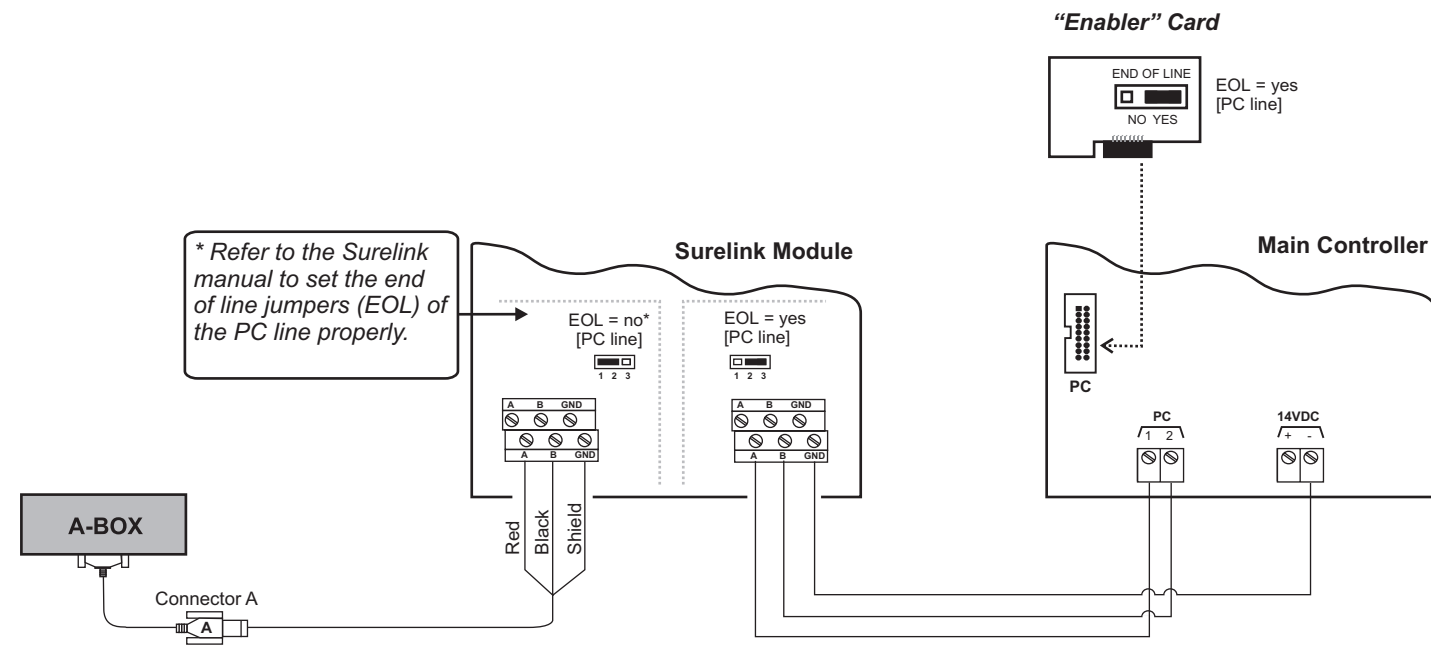 “Enabler” Card
END OF LINE
NO YES
EOL = yes
[PC line]
* Refer to the Surelink
manual to set the end
of line jumpers (EOL) of
the PC line properly.
Surelink Module
EOL = no*
[PC line]
1 2 3
EOL = yes
[PC line]
1 2 3
A B GND
A B GND
A B GND
A B GND
Red
Black
Shield
Main Controller
PC
PC
1 2
14VDC
+ -
A-BOX
Connector A
A